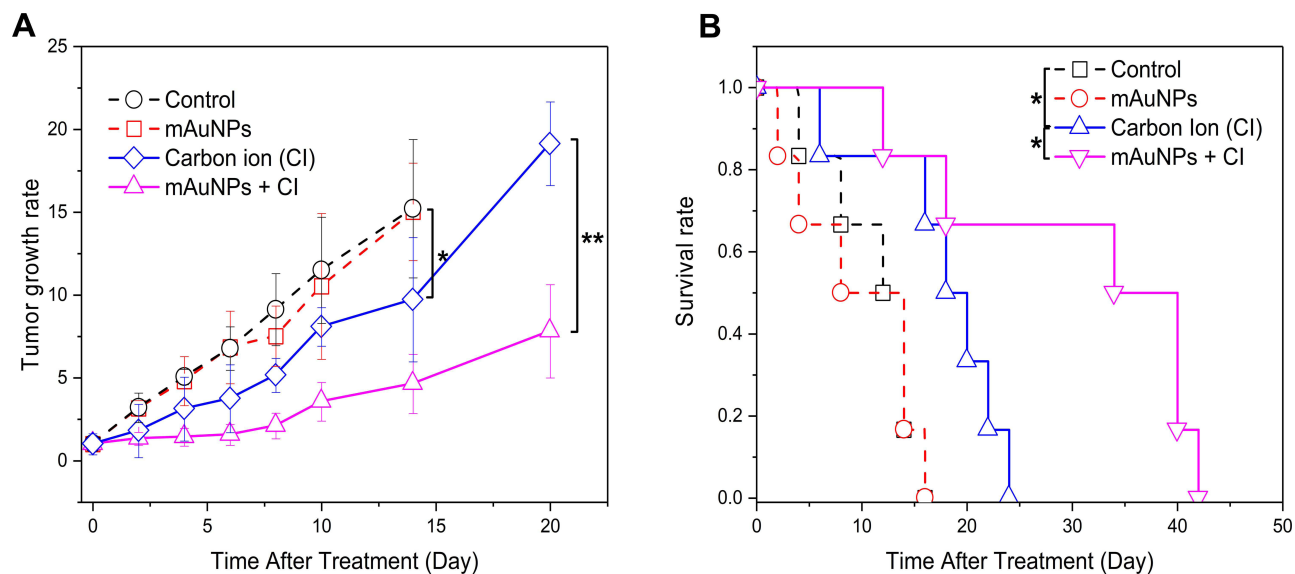 A
Tumor growth rate
25
20
15
10
5
0
Control
mAuNPs
Carbon ion (CI)
mAuNPs + CI
*
**
0 5 10 15 20
Time After Treatment (Day)
B
Survival rate
1.0
0.8
0.6
0.4
0.2
0.0
Control
mAuNPs
Carbon Ion (CI)
mAuNPs + CI
*
*
0 10 20 30 40 50
Time After Treatment (Day)